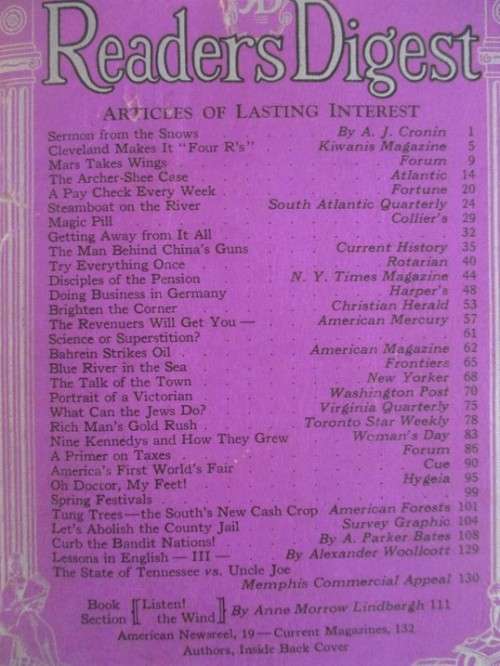 Readers Digest
ARTICLES OF LASTING INTEREST
Sermon from the Snows . . . By A. J. Cronin 1
Cleveland Makes It "Four R's" . . Kiwanis Magazine 5
Mars Takes Wings . . . Forum 9
The Archer-Shee Case . . . Atlantic 14
A Pay Check Every Week . . . Fortune 20
Steamboat on the River . . South Atlantic Quarterly 24
Magic Pill . . . Collier's 29
Getting Away from It All . . . 32
The Man Behind China's Guns . . Current History 35
Try Everything Once . . . Rotarian 40
Disciples of the Pension . . N. Y. Times Magazine 44
Doing Business in Germany . . . Harper's 48
Brighten the Corner . . . Christian Herald 53
The Revenuers Will Get You — . . American Mercury 57
Science or Superstition? . . . 61
Bahrein Strikes Oil . . . American Magazine 62
Blue River in the Sea . . . Frontiers 65
The Talk of the Town . . . New Yorker 68
Portrait of a Victorian . . . Washington Post 70
What Can the Jews Do? . . . Virginia Quarterly 75
Rich Man's Gold Rush . . . Toronto Star Weekly 78
Nine Kennedys and How They Grew . . Woman's Day 83
A Primer on Taxes . . . Forum 86
America's First World's Fair . . . Cue 90
Oh Doctor, My Feet! . . . Hygeia 95
Spring Festivals . . . 99
Tung Trees—the South's New Cash Crop American Forests 101
Let's Abolish the County Jail . . Survey Graphic 104
Curb the Bandit Nations! . . By A. Parker Bates 108
Lessons in English — III — . . By Alexander Woollcott 129
The State of Tennessee vs. Uncle Joe
Memphis Commercial Appeal 130
Book Section [Listen! the Wind] By Anne Morrow Lindbergh 111
American Newsreel, 19 — Current Magazines, 132
Authors, Inside Back Cover